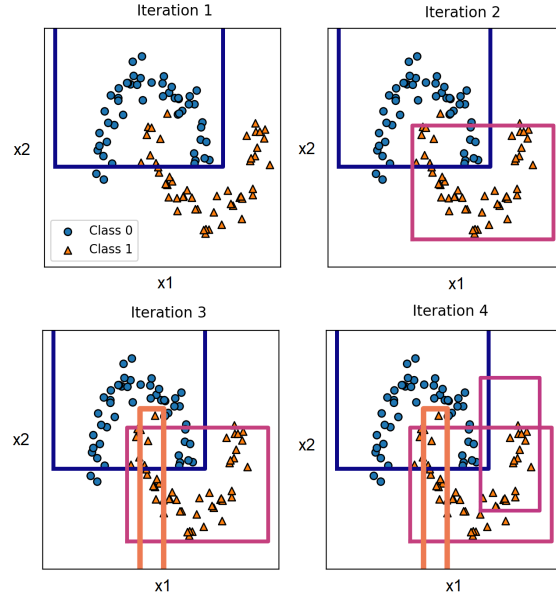 Iteration 1
Iteration 2
x2
x2
Class 0
Class 1
x1
x1
Iteration 3
Iteration 4
x2
x2
x1
x1